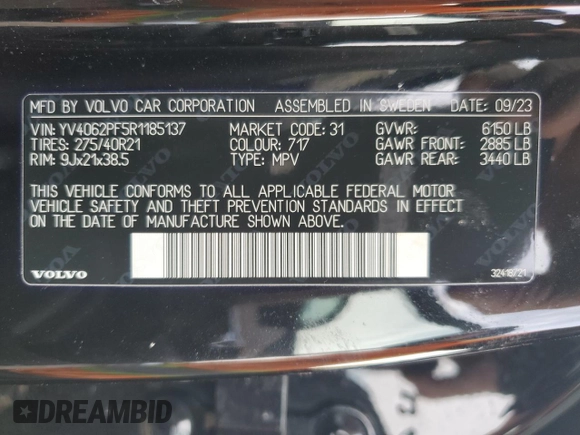 MFD BY VOLVO CAR CORPORATION ASSEMBLED IN SWEDEN DATE: 09/23
VIN: YV4062PF5R1185137 MARKET CODE: 31 GVWR: 6150 LB
TIRES: 275/40R21 COLOUR: 717 GAWR FRONT: 2885 LB
RIM: 9Jx21x38.5 TYPE: MPV GAWR REAR: 3440 LB
THIS VEHICLE CONFORMS TO ALL APPLICABLE FEDERAL MOTOR
VEHICLE SAFETY AND THEFT PREVENTION STANDARDS IN EFFECT
ON THE DATE OF MANUFACTURE SHOWN ABOVE.
VOLVO 32418721
DREAMBID